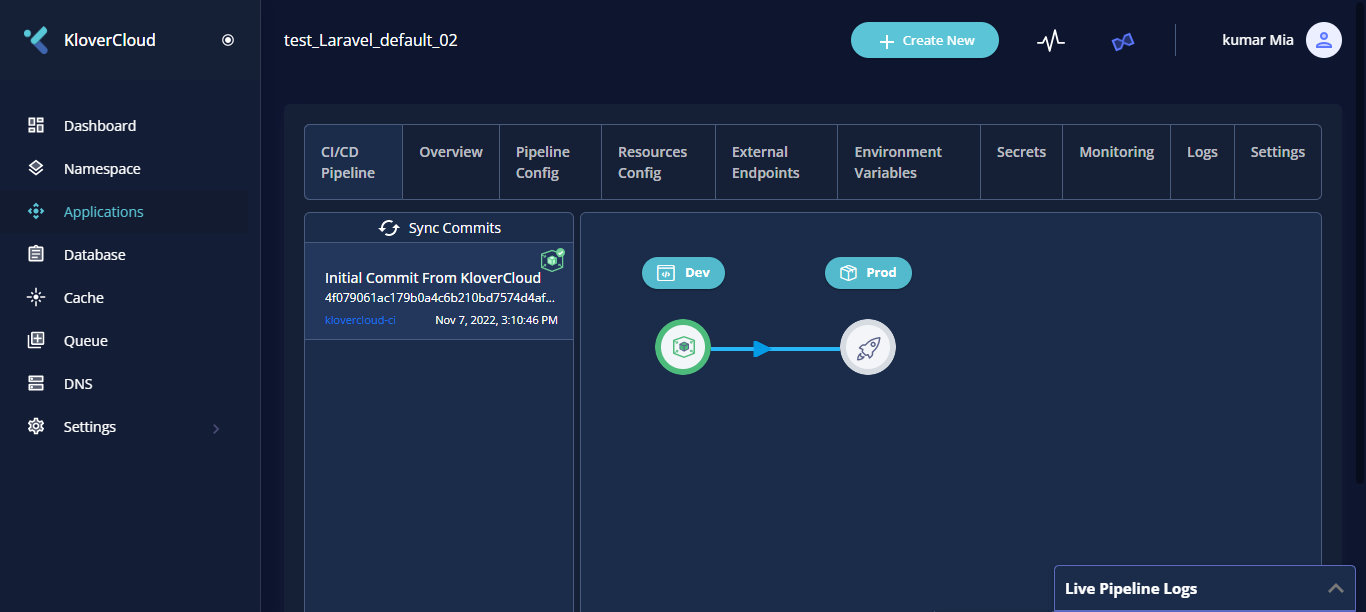 KloverCloud
test_Laravel_default_02
Create New
kumar Mia
Dashboard
Namespace
Applications
Database
Cache
Queue
DNS
Settings
CI/CD
Pipeline
Overview
Pipeline
Config
Resources
Config
External
Endpoints
Environment
Variables
Secrets
Monitoring
Logs
Settings
Sync Commits
Initial Commit From KloverCloud
4f079061ac179b0a4c6b210bd7574d4af...
klovercloud-ci
Nov 7, 2022, 3:10:46 PM
Dev
Prod
Live Pipeline Logs